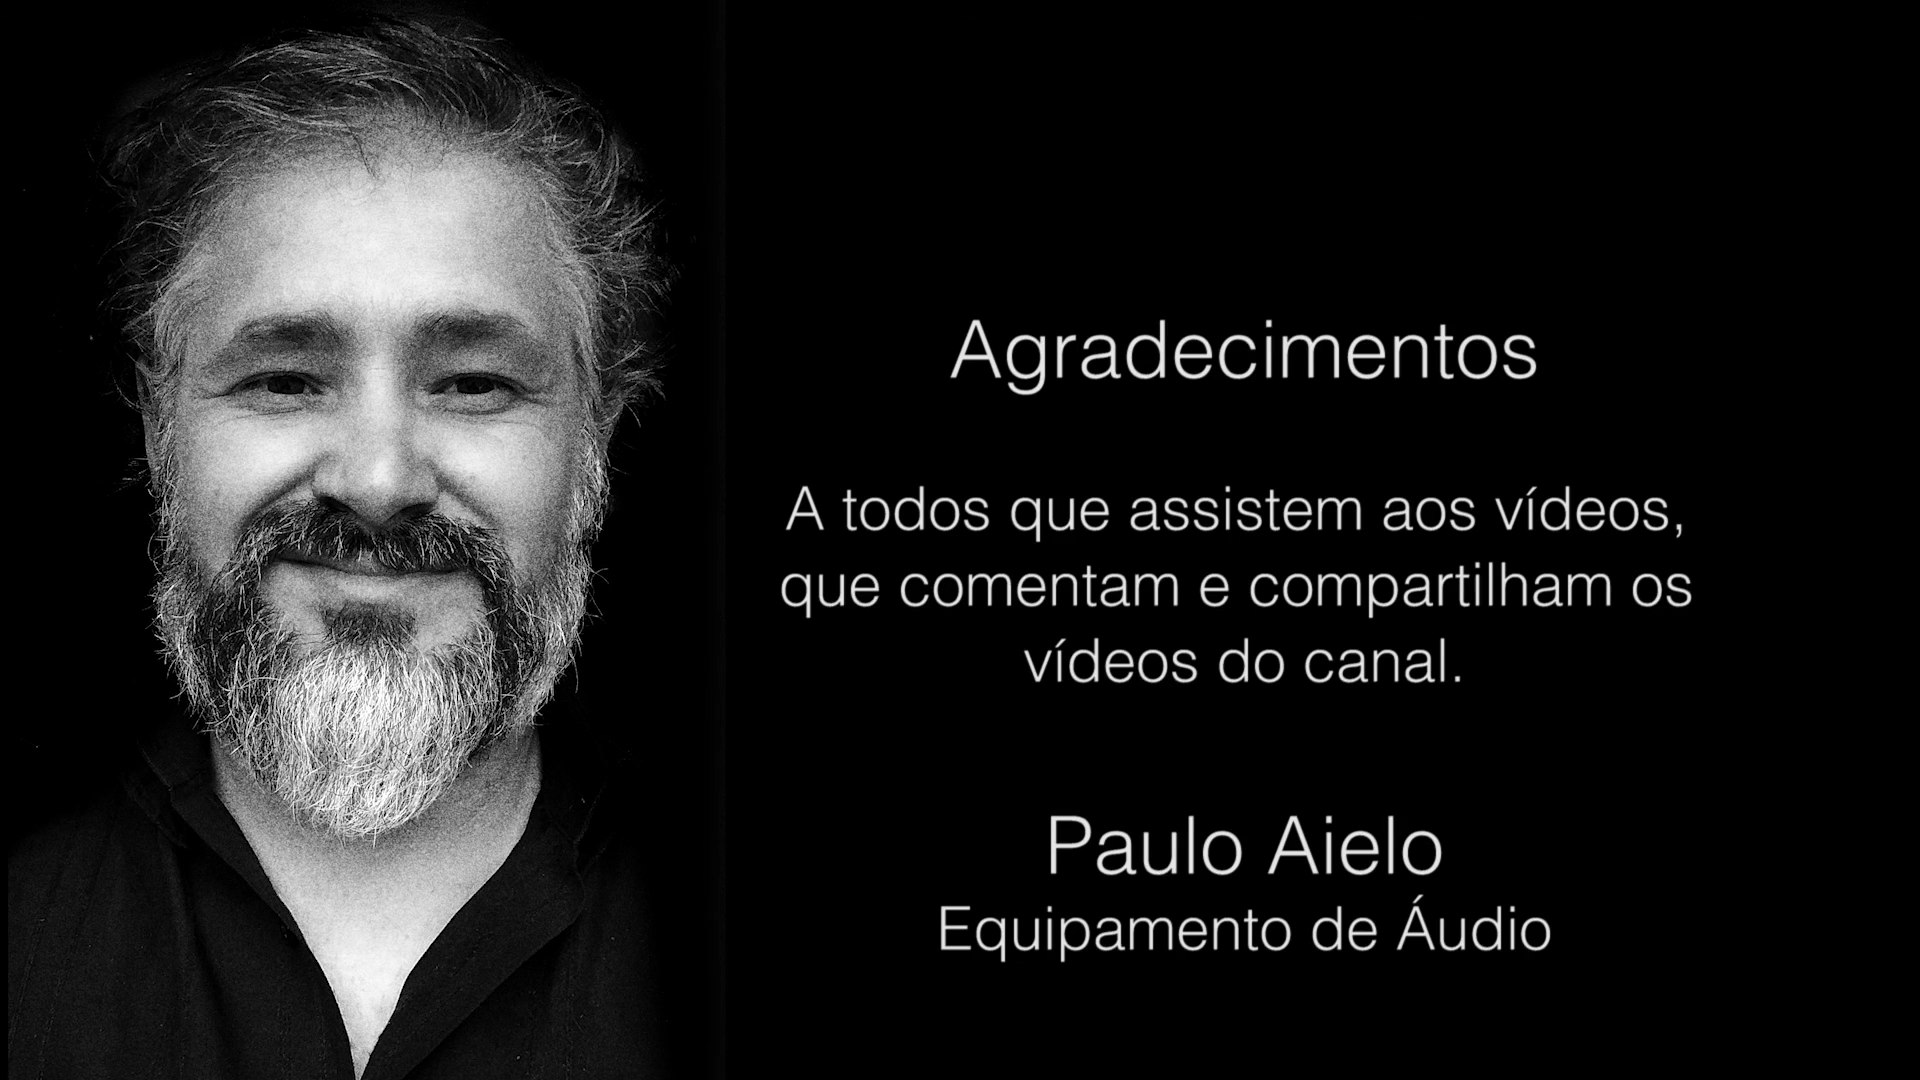 Agradecimentos
A todos que assistem aos vídeos,
que comentam e compartilham os
vídeos do canal.
Paulo Aielo
Equipamento de Áudio